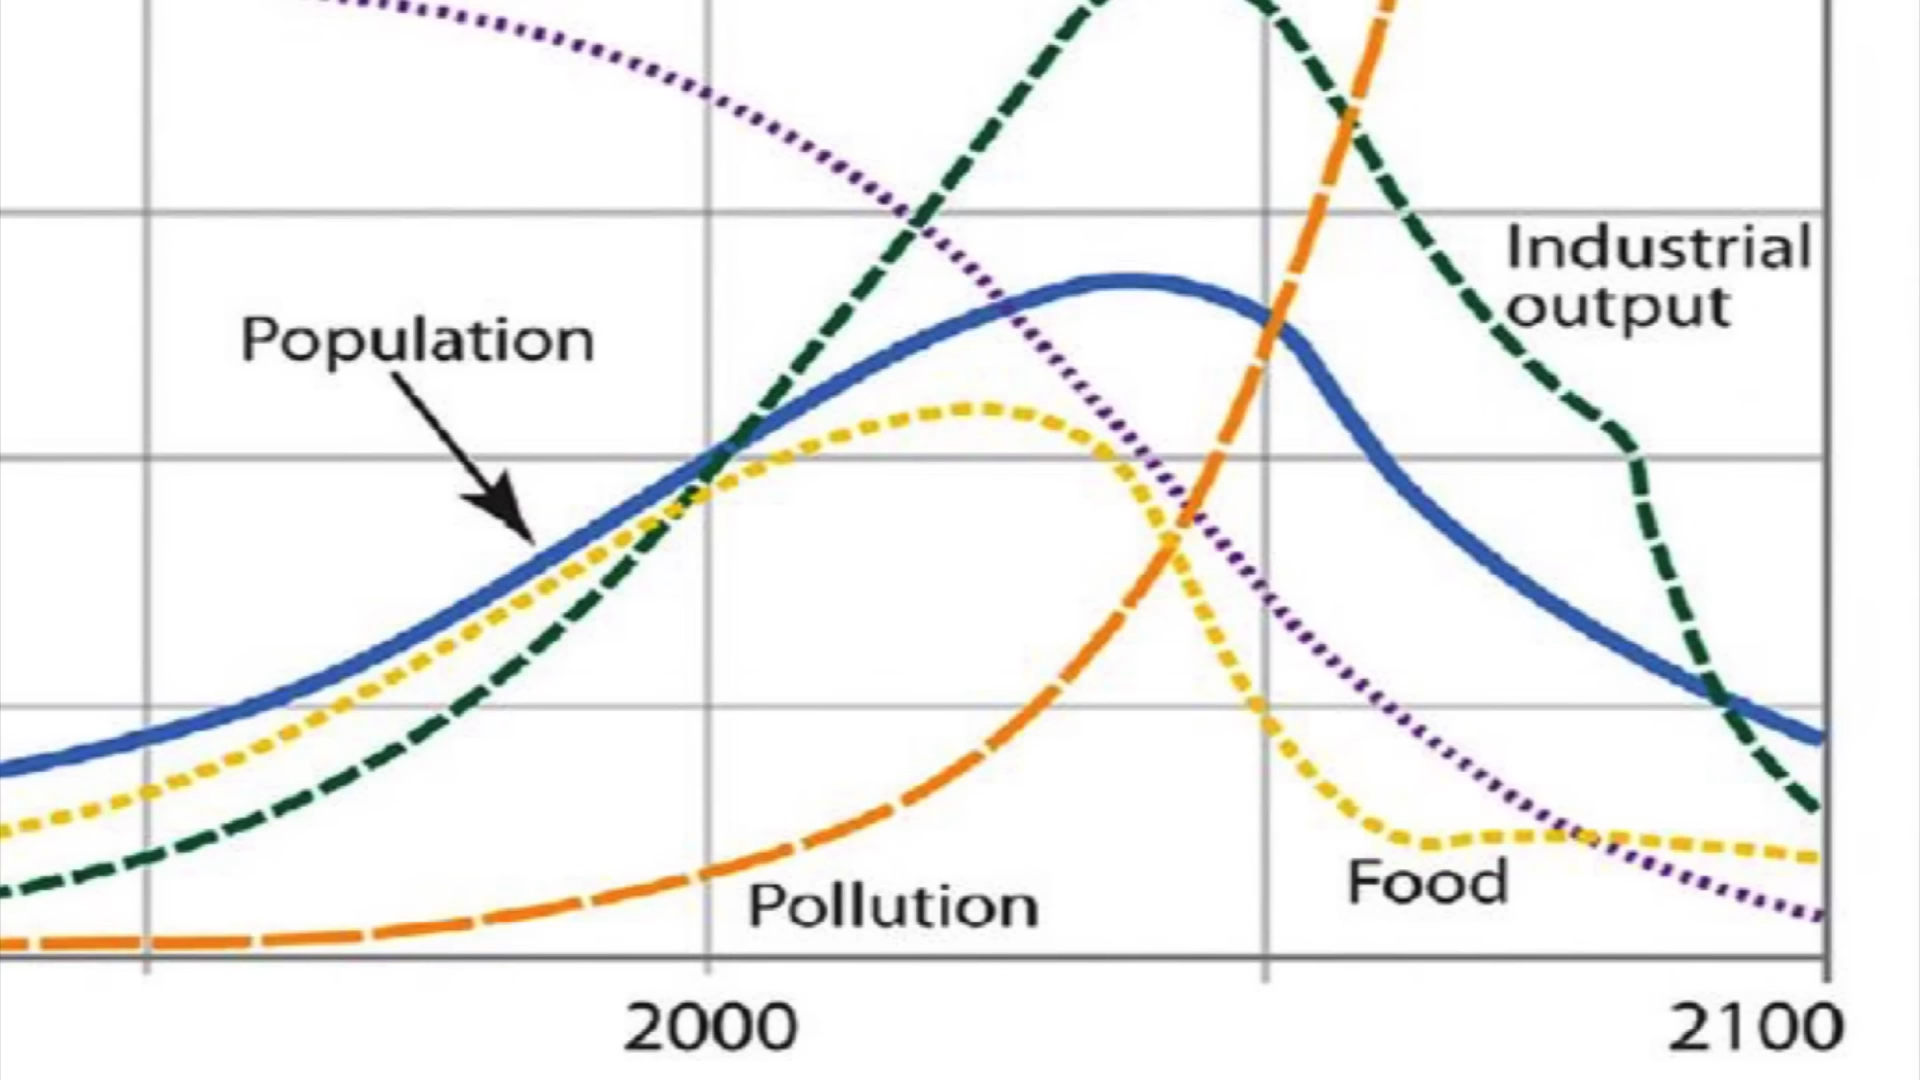 Industrial
output
Population
Food
Pollution
2000
2100